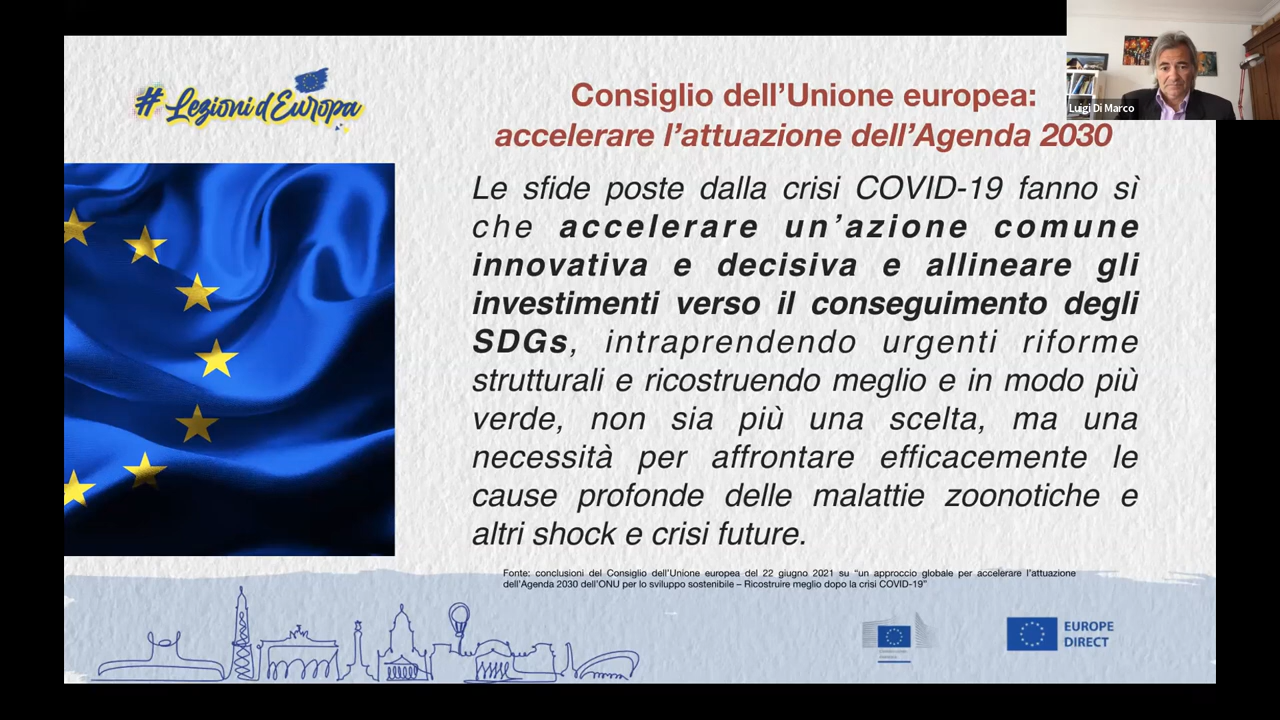 # Lezioni d'Europa
Luigi Di Marco
Consiglio dell’Unione europea:
accelerare l’attuazione dell’Agenda 2030
Le sfide poste dalla crisi COVID-19 fanno sì
che accelerare un’azione comune
innovativa e decisiva e allineare gli
investimenti verso il conseguimento degli
SDGs, intraprendendo urgenti riforme
strutturali e ricostruendo meglio e in modo più
verde, non sia più una scelta, ma una
necessità per affrontare efficacemente le
cause profonde delle malattie zoonotiche e
altri shock e crisi future.
Fonte: conclusioni del Consiglio dell’Unione europea del 22 giugno 2021 su “un approccio globale per accelerare l’attuazione
dell’Agenda 2030 dell’ONU per lo sviluppo sostenibile – Ricostruire meglio dopo la crisi COVID-19”
EUROPE
DIRECT